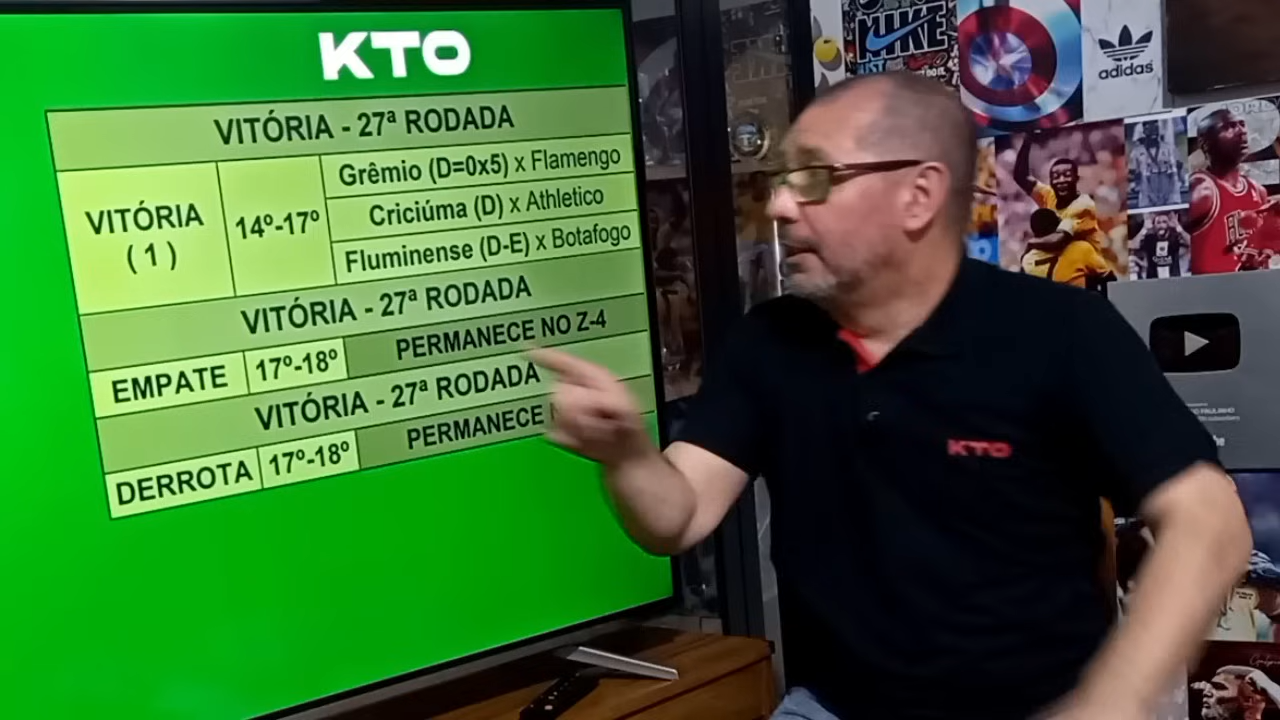 KTO
VITÓRIA - 27ª RODADA
VITÓRIA
( 1 )
14º-17º
Grêmio (D=0x5) x Flamengo
Criciúma (D) x Athletico
Fluminense (D-E) x Botafogo
VITÓRIA - 27ª RODADA
EMPATE
17º-18º
PERMANECE NO Z-4
VITÓRIA - 27ª RODADA
DERROTA
17º-18º
PERMANECE
NIKE
adidas
KTO